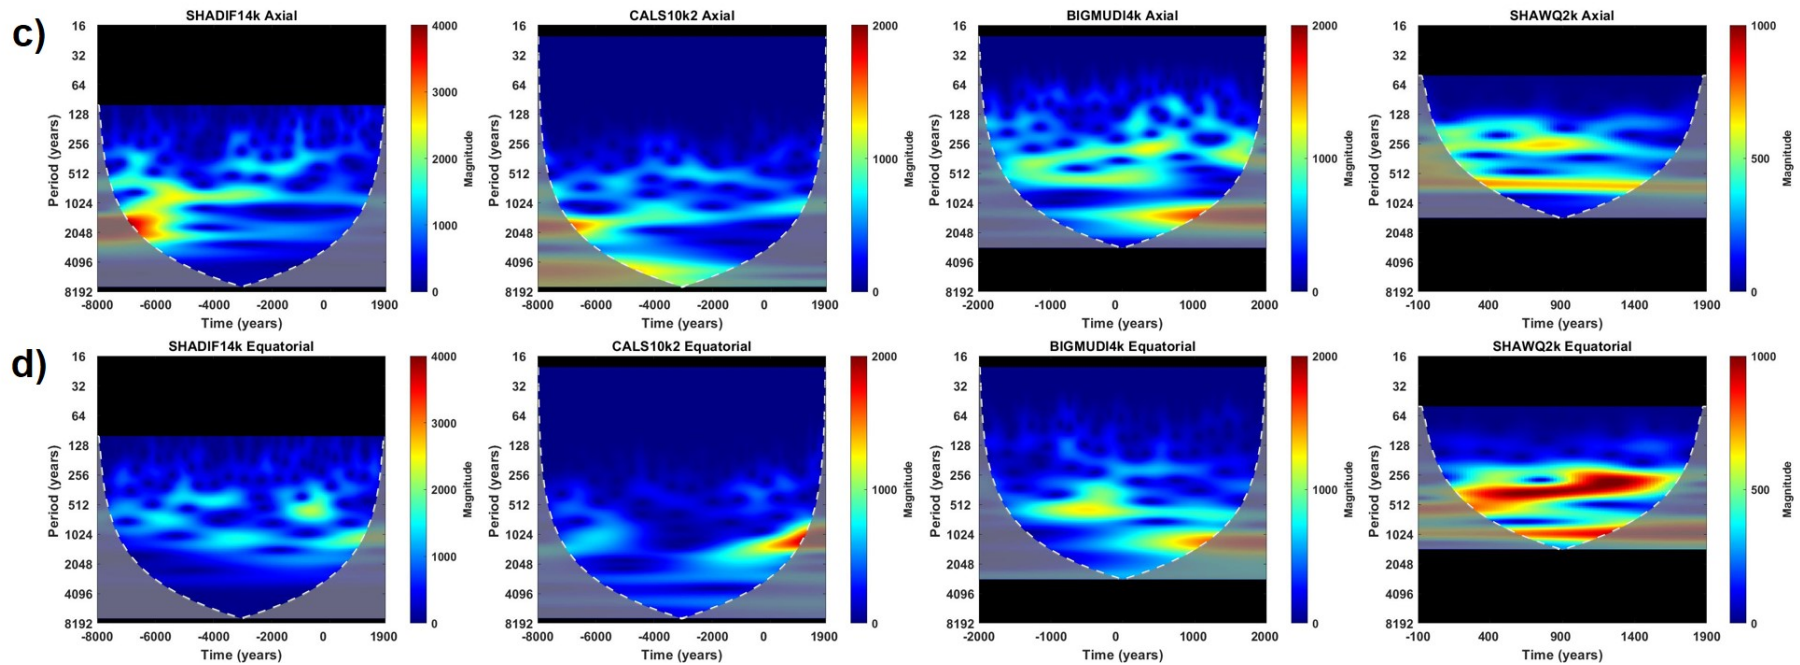 c)
SHADIF14k Axial
16
32
64
128
256
512
1024
2048
4096
8192
Period (years)
-8000 -6000 -4000 -2000 0 1900
Time (years)
4000
3000
2000
1000
0
Magnitude
CALS10k2 Axial
16
32
64
128
256
512
1024
2048
4096
8192
Period (years)
-8000 -6000 -4000 -2000 0 1900
Time (years)
2000
1000
0
Magnitude
BIGMUDI4k Axial
16
32
64
128
256
512
1024
2048
4096
8192
Period (years)
-2000 -1000 0 1000 2000
Time (years)
2000
1000
0
Magnitude
SHAWQ2k Axial
16
32
64
128
256
512
1024
2048
4096
8192
Period (years)
-100 400 900 1400 1900
Time (years)
1000
500
0
Magnitude
d)
SHADIF14k Equatorial
16
32
64
128
256
512
1024
2048
4096
8192
Period (years)
-8000 -6000 -4000 -2000 0 1900
Time (years)
4000
3000
2000
1000
0
Magnitude
CALS10k2 Equatorial
16
32
64
128
256
512
1024
2048
4096
8192
Period (years)
-8000 -6000 -4000 -2000 0 1900
Time (years)
2000
1000
0
Magnitude
BIGMUDI4k Equatorial
16
32
64
128
256
512
1024
2048
4096
8192
Period (years)
-2000 -1000 0 1000 2000
Time (years)
2000
1000
0
Magnitude
SHAWQ2k Equatorial
16
32
64
128
256
512
1024
2048
4096
8192
Period (years)
-100 400 900 1400 1900
Time (years)
1000
500
0
Magnitude